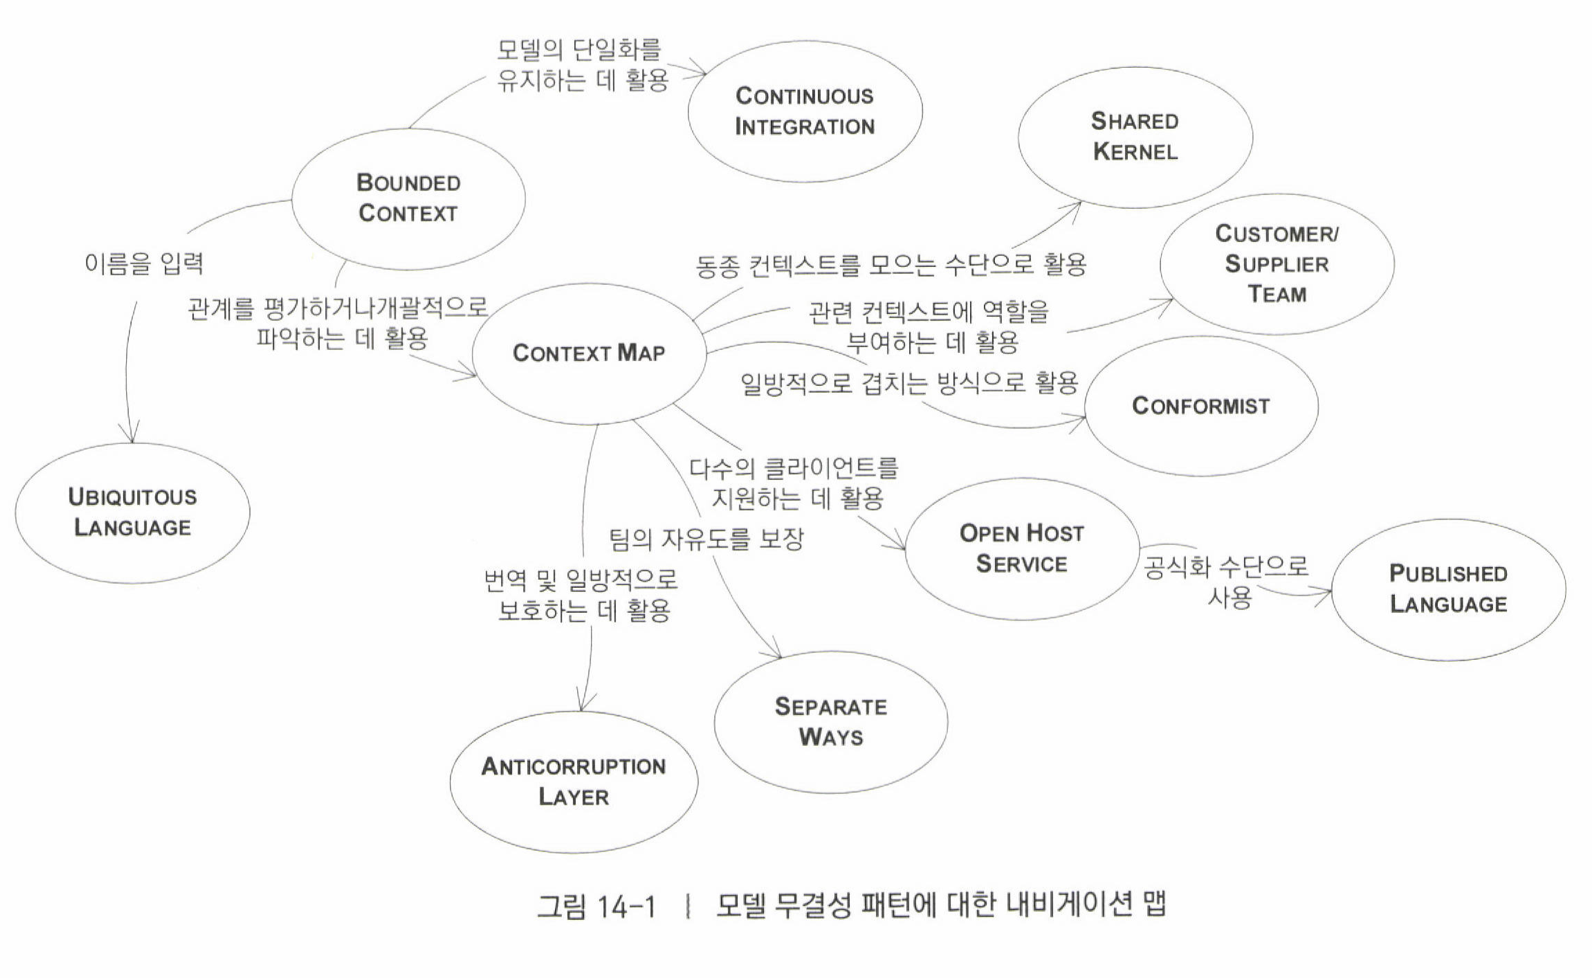 모델의 단일화를
유지하는 데 활용
CONTINUOUS
INTEGRATION
SHARED
KERNEL
BOUNDED
CONTEXT
이름을 입력
관계를 평가하거나개괄적으로
파악하는 데 활용
CONTEXT MAP
동종 컨텍스트를 모으는 수단으로 활용
CUSTOMER/
SUPPLIER
TEAM
관련 컨텍스트에 역할을
부여하는 데 활용
일방적으로 겹치는 방식으로 활용
CONFORMIST
UBIQUITOUS
LANGUAGE
다수의 클라이언트를
지원하는 데 활용
팀의 자유도를 보장
OPEN HOST
SERVICE
공식화 수단으로
사용
PUBLISHED
LANGUAGE
번역 및 일방적으로
보호하는 데 활용
SEPARATE
WAYS
ANTICORRUPTION
LAYER
그림 14-1 | 모델 무결성 패턴에 대한 내비게이션 맵